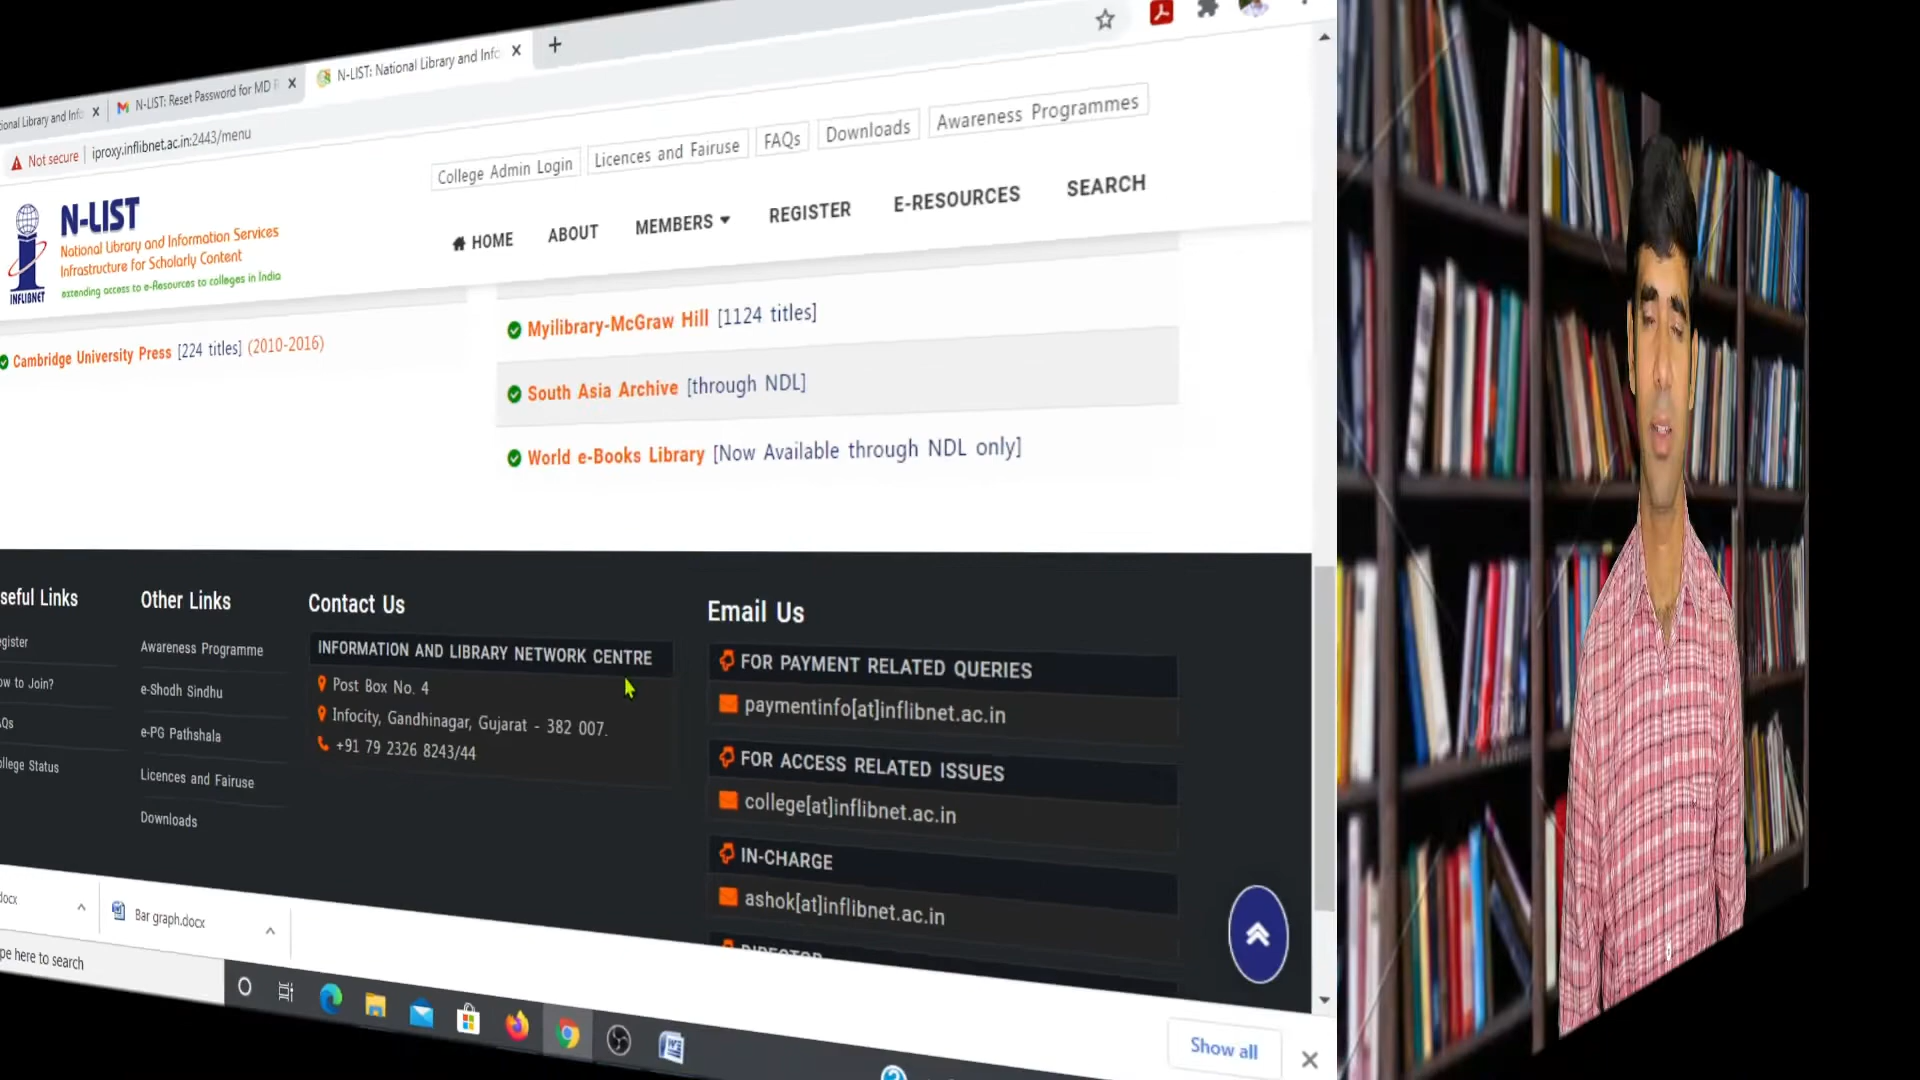 N-LIST: Reset Password for MD
N-LIST: National Library and Info
Not secure
iproxy.inflibnet.ac.in:2443/menu
College Admin Login
Licences and Fairuse
FAQs
Downloads
Awareness Programmes
N-LIST
National Library and Information Services
Infrastructure for Scholarly Content
extending access to e-Resources to colleges in India
INFLIBNET
HOME
ABOUT
MEMBERS
REGISTER
E-RESOURCES
SEARCH
Cambridge University Press [224 titles] (2010-2016)
Myilibrary-McGraw Hill [1124 titles]
South Asia Archive [through NDL]
World e-Books Library [Now Available through NDL only]
seful Links
egister
ow to Join?
AQs
ollege Status
Other Links
Awareness Programme
e-Shodh Sindhu
e-PG Pathshala
Licences and Fairuse
Downloads
Contact Us
INFORMATION AND LIBRARY NETWORK CENTRE
Post Box No. 4
Infocity, Gandhinagar, Gujarat - 382 007.
+91 79 2326 8243/44
Email Us
FOR PAYMENT RELATED QUERIES
paymentinfo[at]inflibnet.ac.in
FOR ACCESS RELATED ISSUES
college[at]inflibnet.ac.in
IN-CHARGE
ashok[at]inflibnet.ac.in
DIRECTOR
docx
Bar graph.docx
Show all
pe here to search